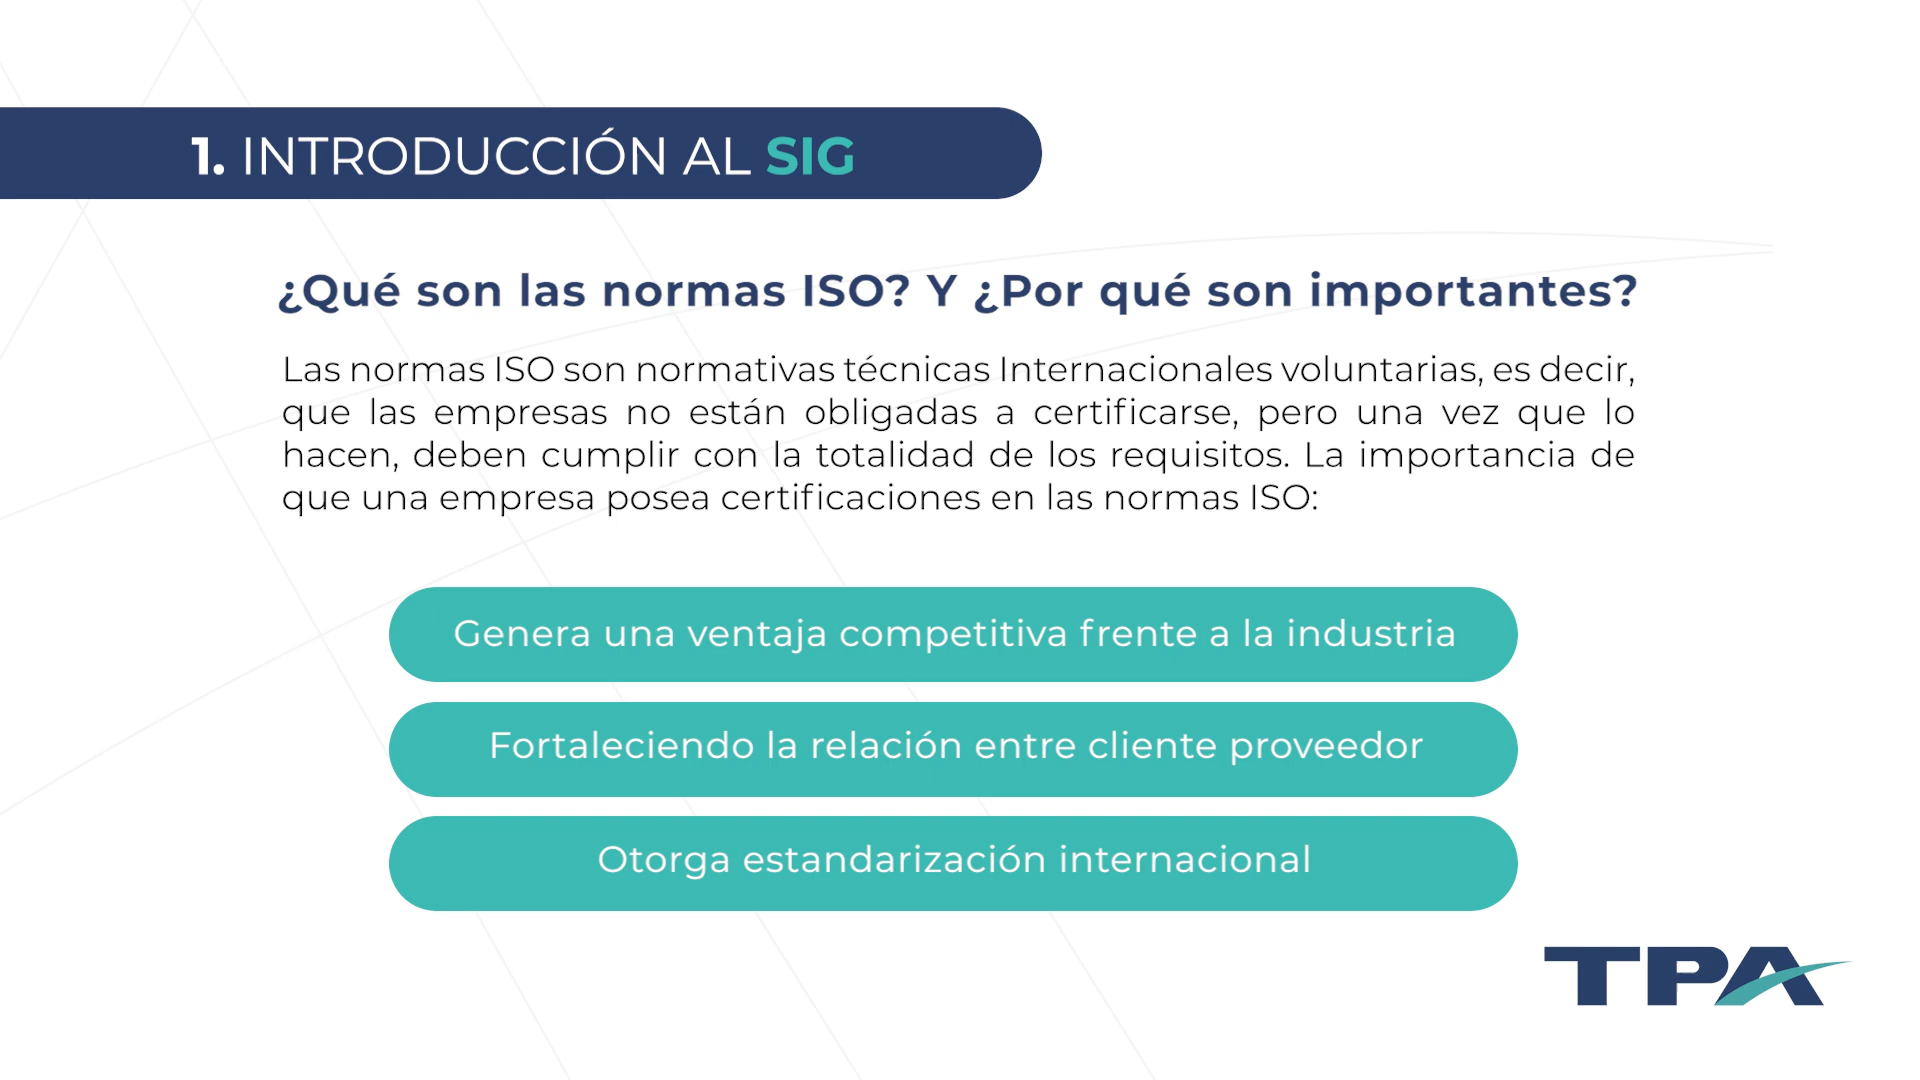 1. INTRODUCCIÓN AL SIG
¿Qué son las normas ISO? Y ¿Por qué son importantes?
Las normas ISO son normativas técnicas Internacionales voluntarias, es decir,
que las empresas no están obligadas a certificarse, pero una vez que lo
hacen, deben cumplir con la totalidad de los requisitos. La importancia de
que una empresa posea certificaciones en las normas ISO:
Genera una ventaja competitiva frente a la industria
Fortaleciendo la relación entre cliente proveedor
Otorga estandarización internacional
TPA